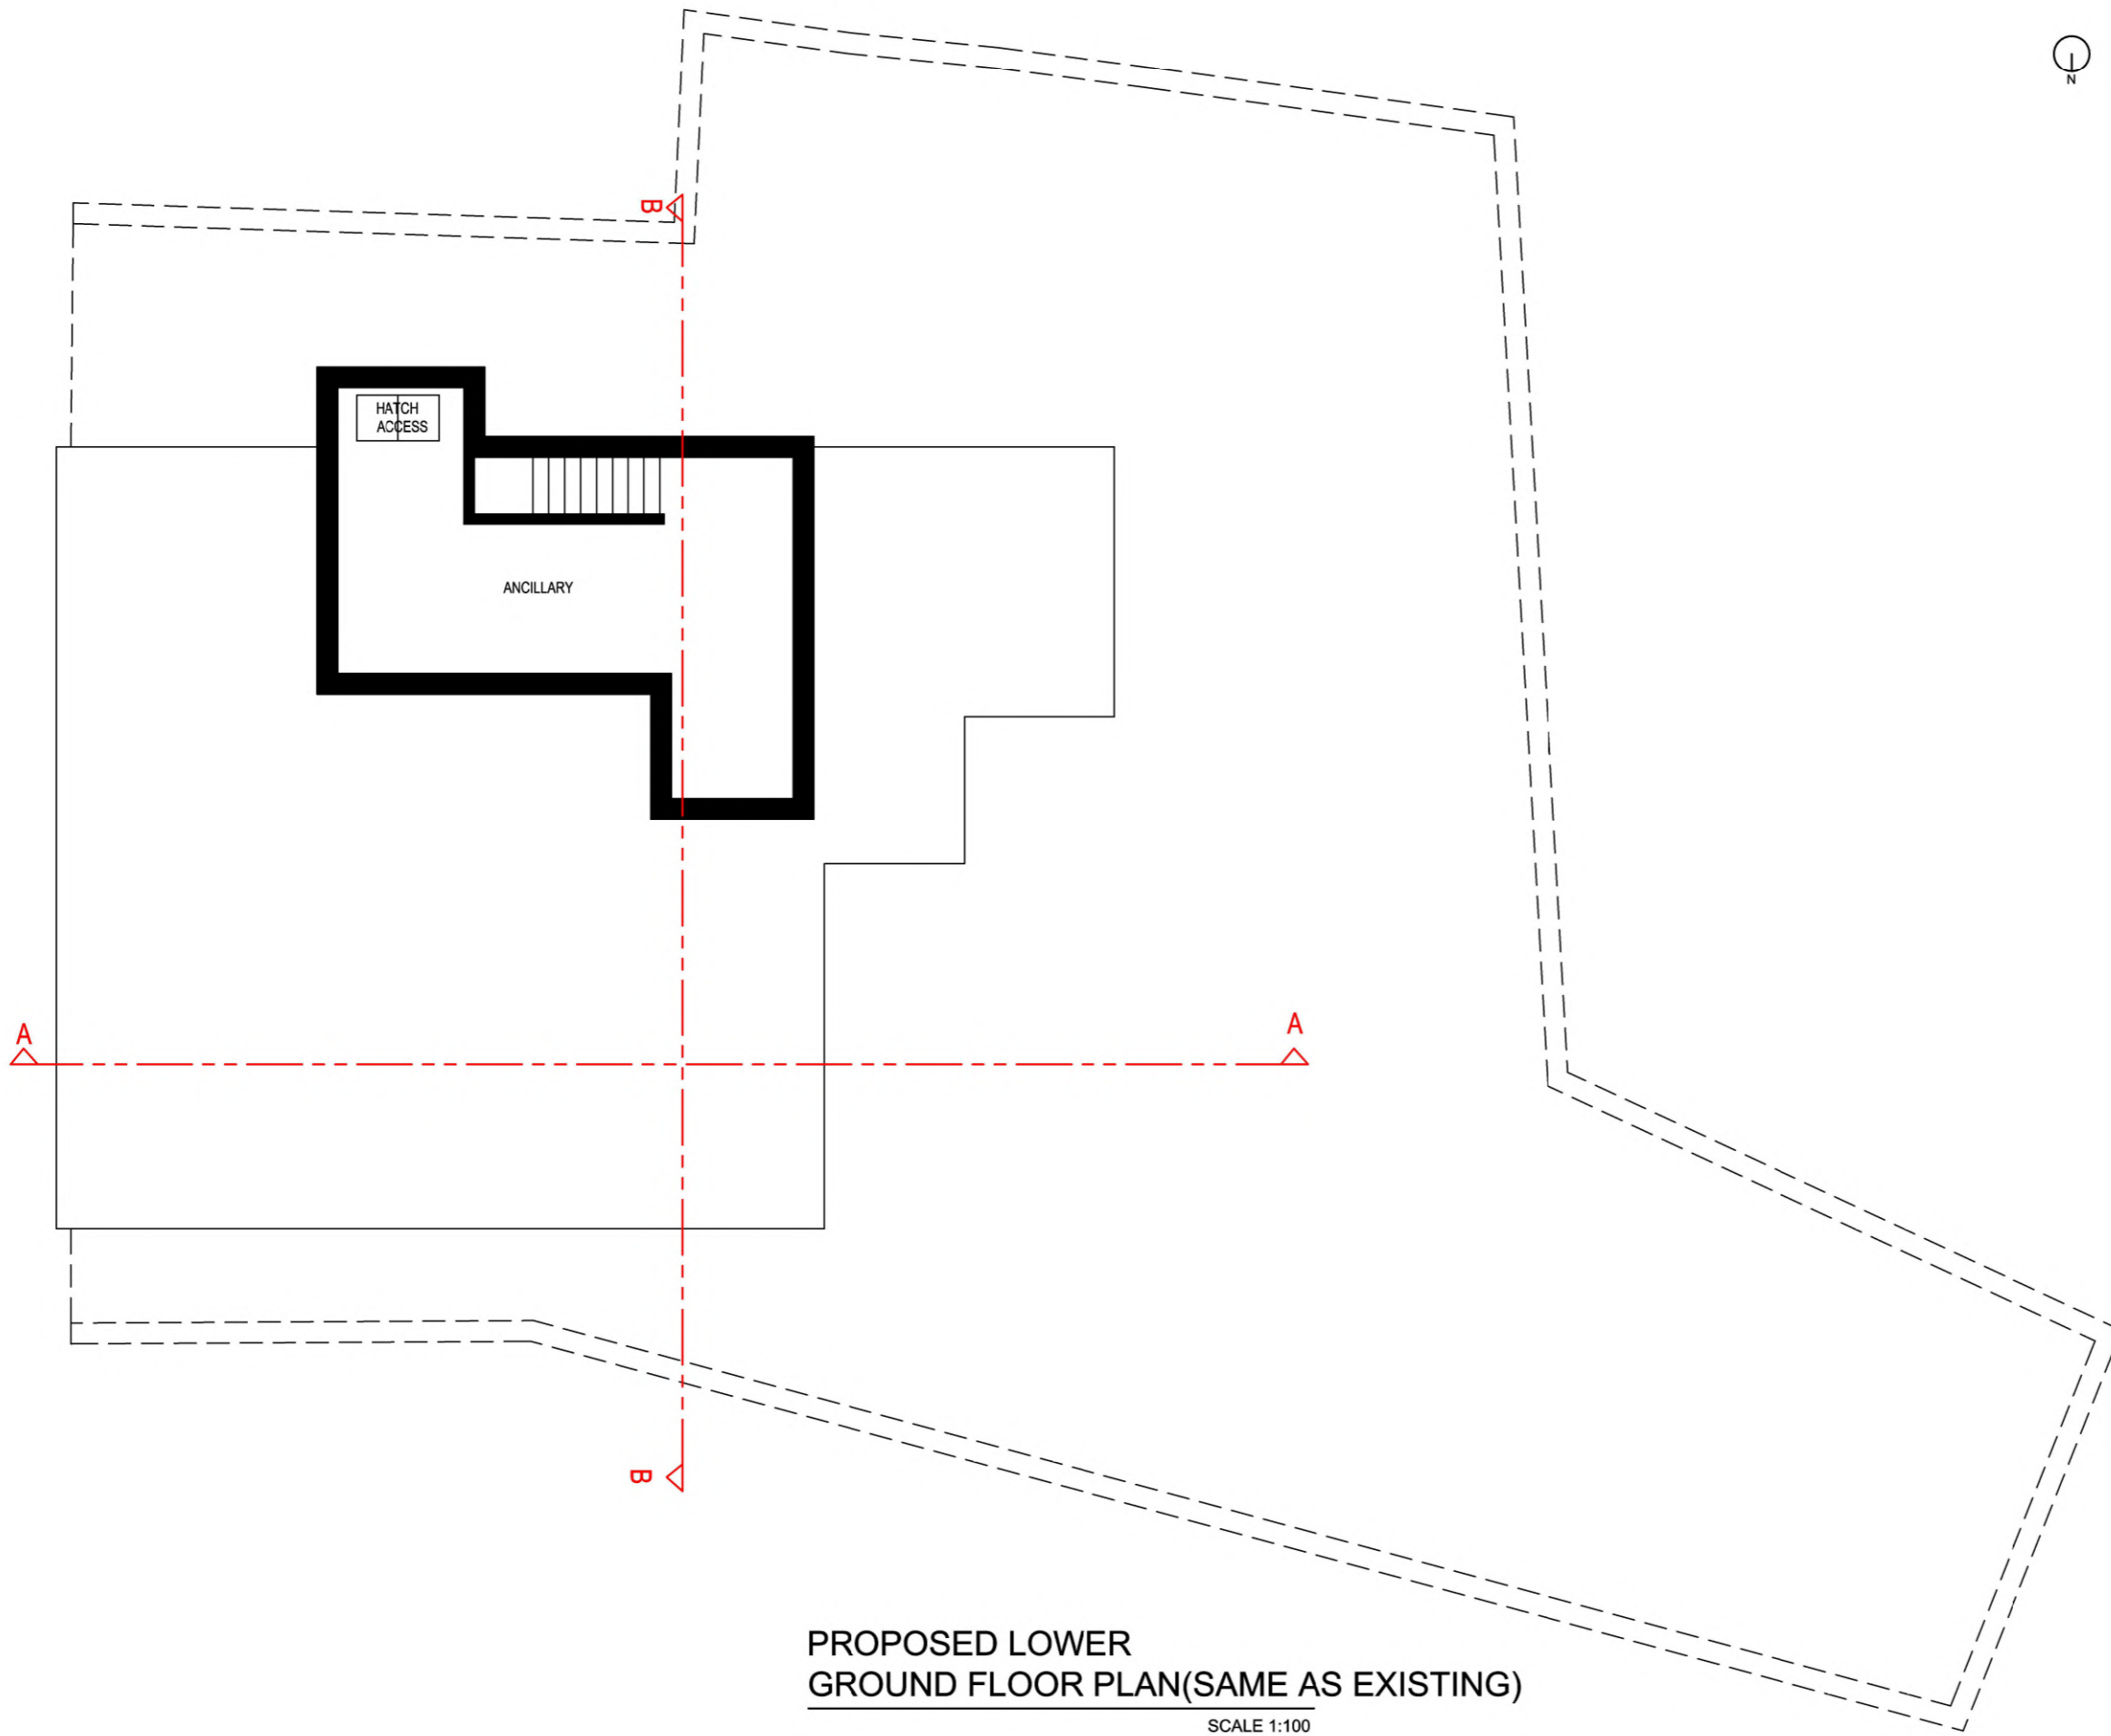 N
B
HATCH
ACCESS
ANCILLARY
A
A
B
PROPOSED LOWER
GROUND FLOOR PLAN(SAME AS EXISTING)
SCALE 1:100